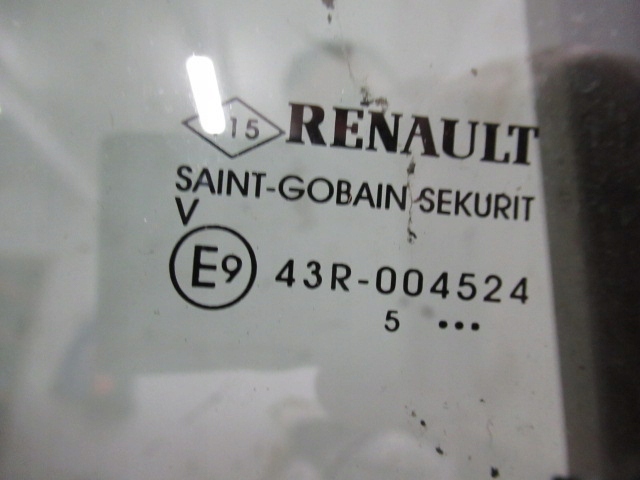 15 RENAULT
SAINT-GOBAIN SEKURIT
V
E9 43R-004524
5 •••